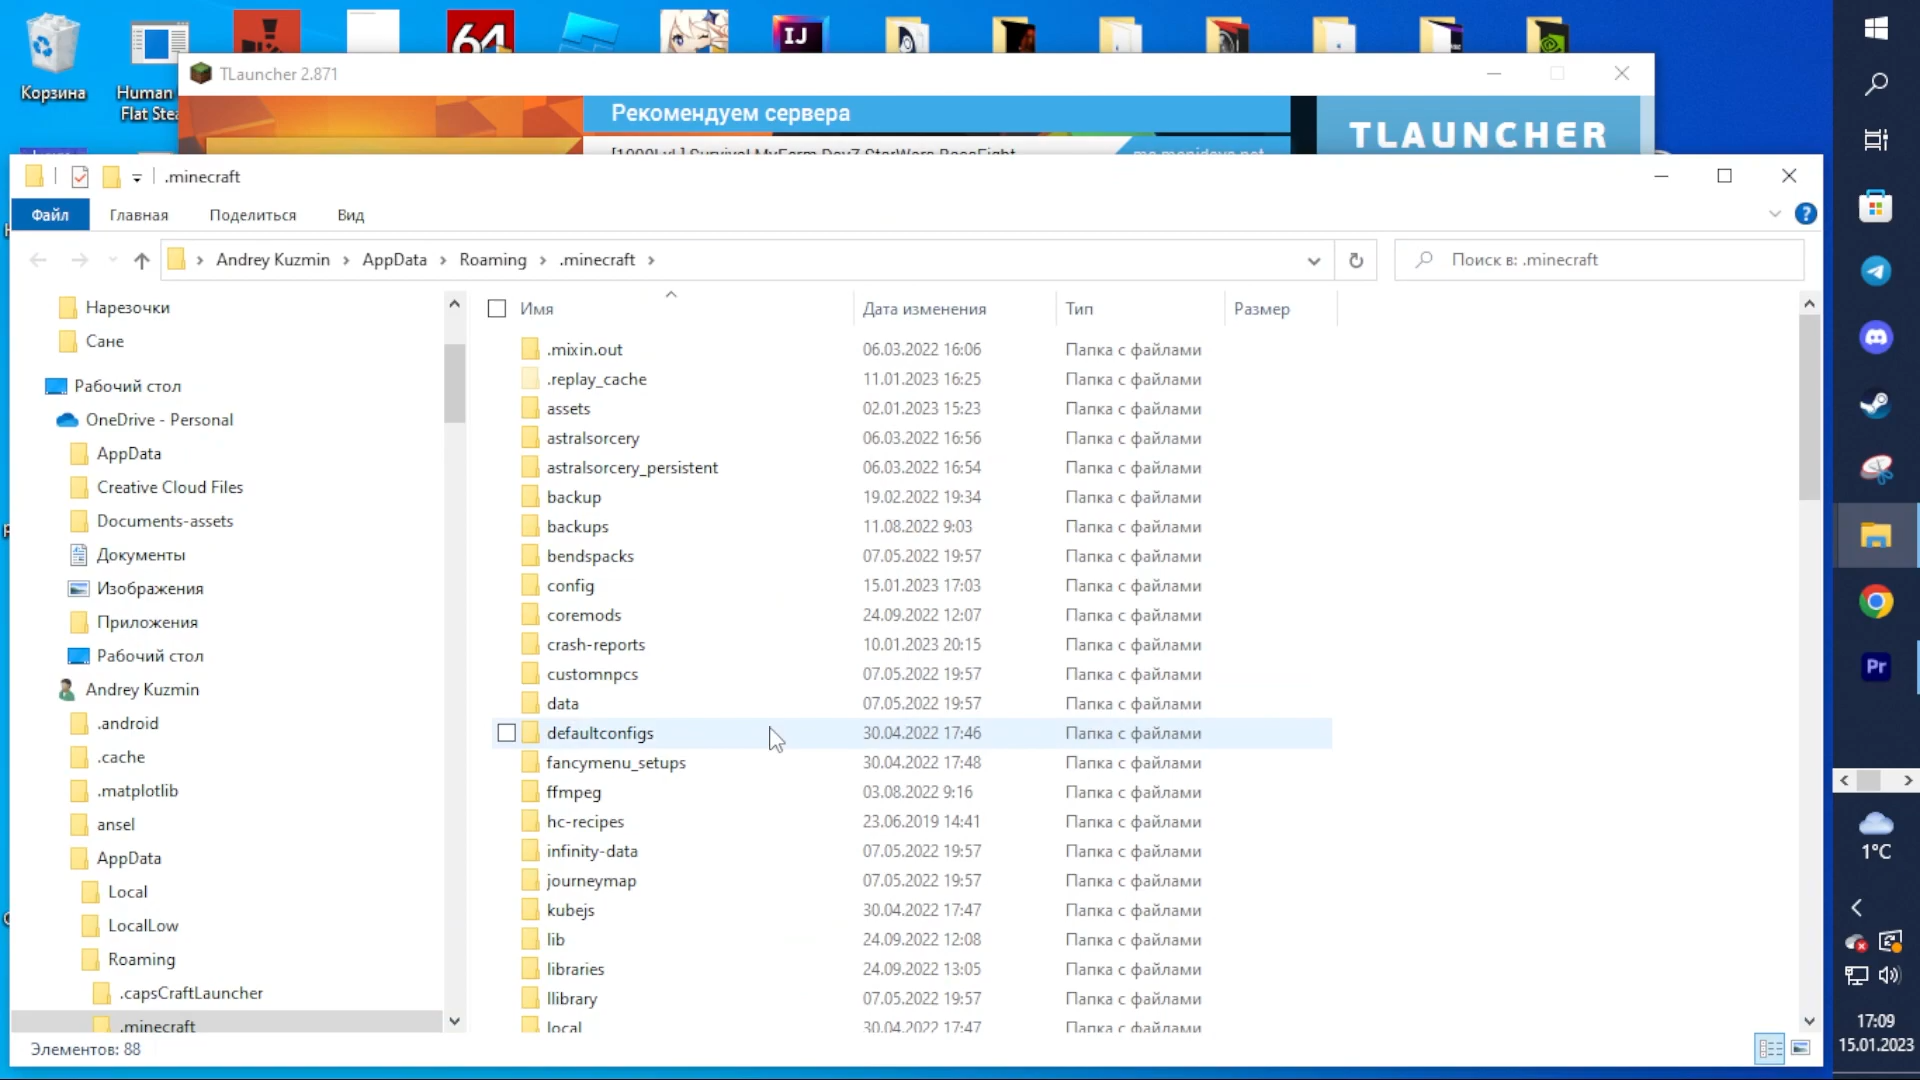 64
IJ
Корзина
Human
Flat Stea
TLauncher 2.871
Рекомендуем сервера
TLAUNCHER
.minecraft
Файл
Главная
Поделиться
Вид
?
Andrey Kuzmin
AppData
Roaming
.minecraft
Поиск в: .minecraft
Нарезочки
Сане
Рабочий стол
OneDrive - Personal
AppData
Creative Cloud Files
Documents-assets
Документы
Изображения
Приложения
Рабочий стол
Andrey Kuzmin
.android
.cache
.matplotlib
ansel
AppData
Local
LocalLow
Roaming
.capsCraftLauncher
.minecraft
Имя Дата изменения Тип Размер
.mixin.out 06.03.2022 16:06 Папка с файлами
.replay_cache 11.01.2023 16:25 Папка с файлами
assets 02.01.2023 15:23 Папка с файлами
astralsorcery 06.03.2022 16:56 Папка с файлами
astralsorcery_persistent 06.03.2022 16:54 Папка с файлами
backup 19.02.2022 19:34 Папка с файлами
backups 11.08.2022 9:03 Папка с файлами
bendspacks 07.05.2022 19:57 Папка с файлами
config 15.01.2023 17:03 Папка с файлами
coremods 24.09.2022 12:07 Папка с файлами
crash-reports 10.01.2023 20:15 Папка с файлами
customnpcs 07.05.2022 19:57 Папка с файлами
data 07.05.2022 19:57 Папка с файлами
defaultconfigs 30.04.2022 17:46 Папка с файлами
fancymenu_setups 30.04.2022 17:48 Папка с файлами
ffmpeg 03.08.2022 9:16 Папка с файлами
hc-recipes 23.06.2019 14:41 Папка с файлами
infinity-data 07.05.2022 19:57 Папка с файлами
journeymap 07.05.2022 19:57 Папка с файлами
kubejs 30.04.2022 17:47 Папка с файлами
lib 24.09.2022 12:08 Папка с файлами
libraries 24.09.2022 13:05 Папка с файлами
llibrary 07.05.2022 19:57 Папка с файлами
local 30.04.2022 17:47 Папка с файлами
Элементов: 88
Pr
1°C
17:09
15.01.2023